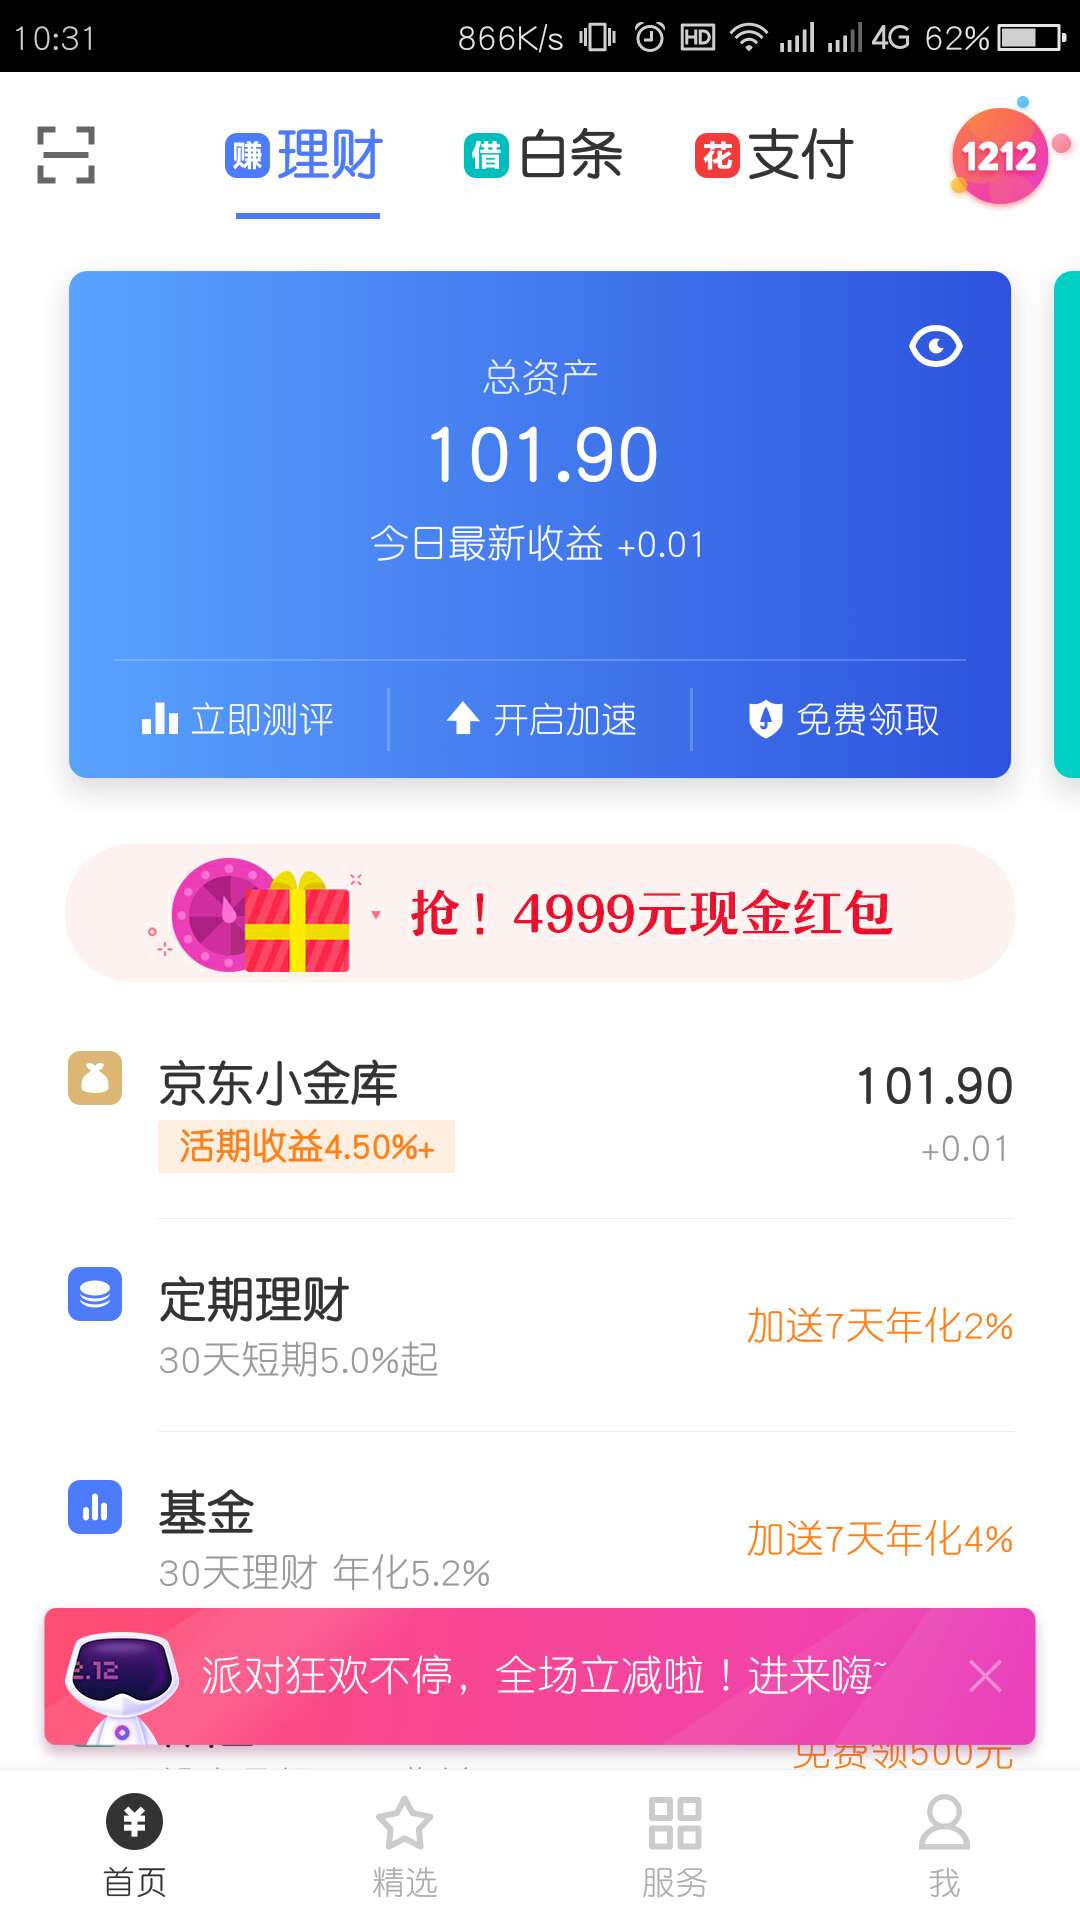 10:31 866K/s HD 4G 62%
赚 理财 借 白条 花 支付 1212
总资产
101.90
今日最新收益 +0.01
立即测评 开启加速 免费领取
抢！4999元现金红包
京东小金库 101.90
活期收益4.50%+ +0.01
定期理财
加送7天年化2%
30天短期5.0%起
基金
加送7天年化4%
30天理财 年化5.2%
2.12 派对狂欢不停，全场立减啦！进来嗨~
免费领500元
首页 精选 服务 我